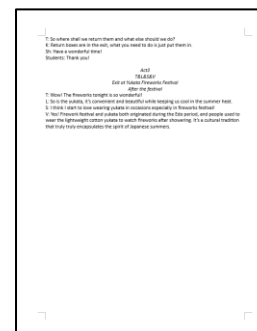 T: So where shall we return them and what else should we do?
K: Return boxes are in the exit, what you need to do is just put them in.
Sh: Have a wonderful time!
Students: Thank you!
Act3
TSLASSV
Exit at Yukata Fireworks Festival
After the festival
T: Wow! The fireworks tonight is so wonderful!
L: So is the yukata, it's convenient and beautiful while keeping us cool in the summer heat.
S: I think I start to love wearing yukata in occasions especially in fireworks festival!
V: Yes! Firework festival and yukata both originated during the Edo period, and people used to
wear the lightweight cotton yukata to watch fireworks after showering. It's a cultural tradition
that truly truly encapsulates the spirit of Japanese summers.